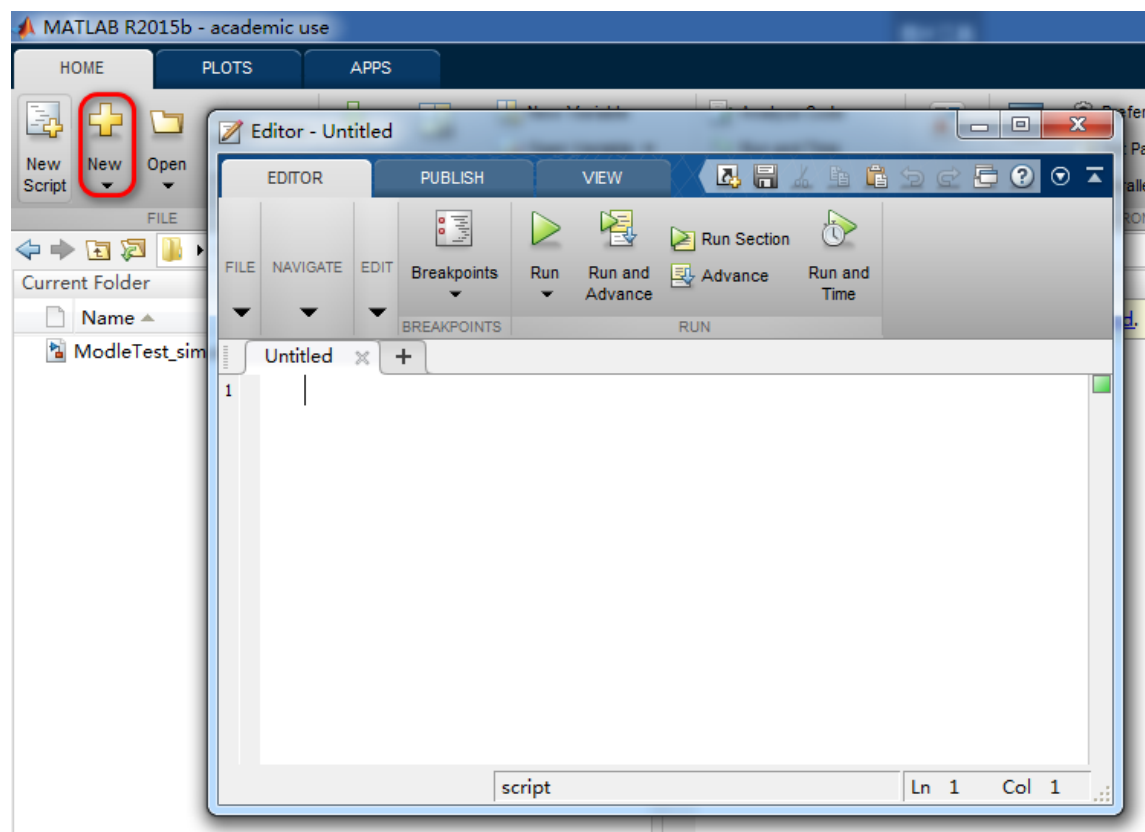 MATLAB R2015b - academic use
HOME PLOTS APPS
New Script
New
Open
FILE
Current Folder
Name
ModleTest_sim
Editor - Untitled
EDITOR PUBLISH VIEW
FILE NAVIGATE EDIT
Breakpoints
Run
Run and Advance
Run Section
Advance
Run and Time
BREAKPOINTS RUN
Untitled
1
script Ln 1 Col 1